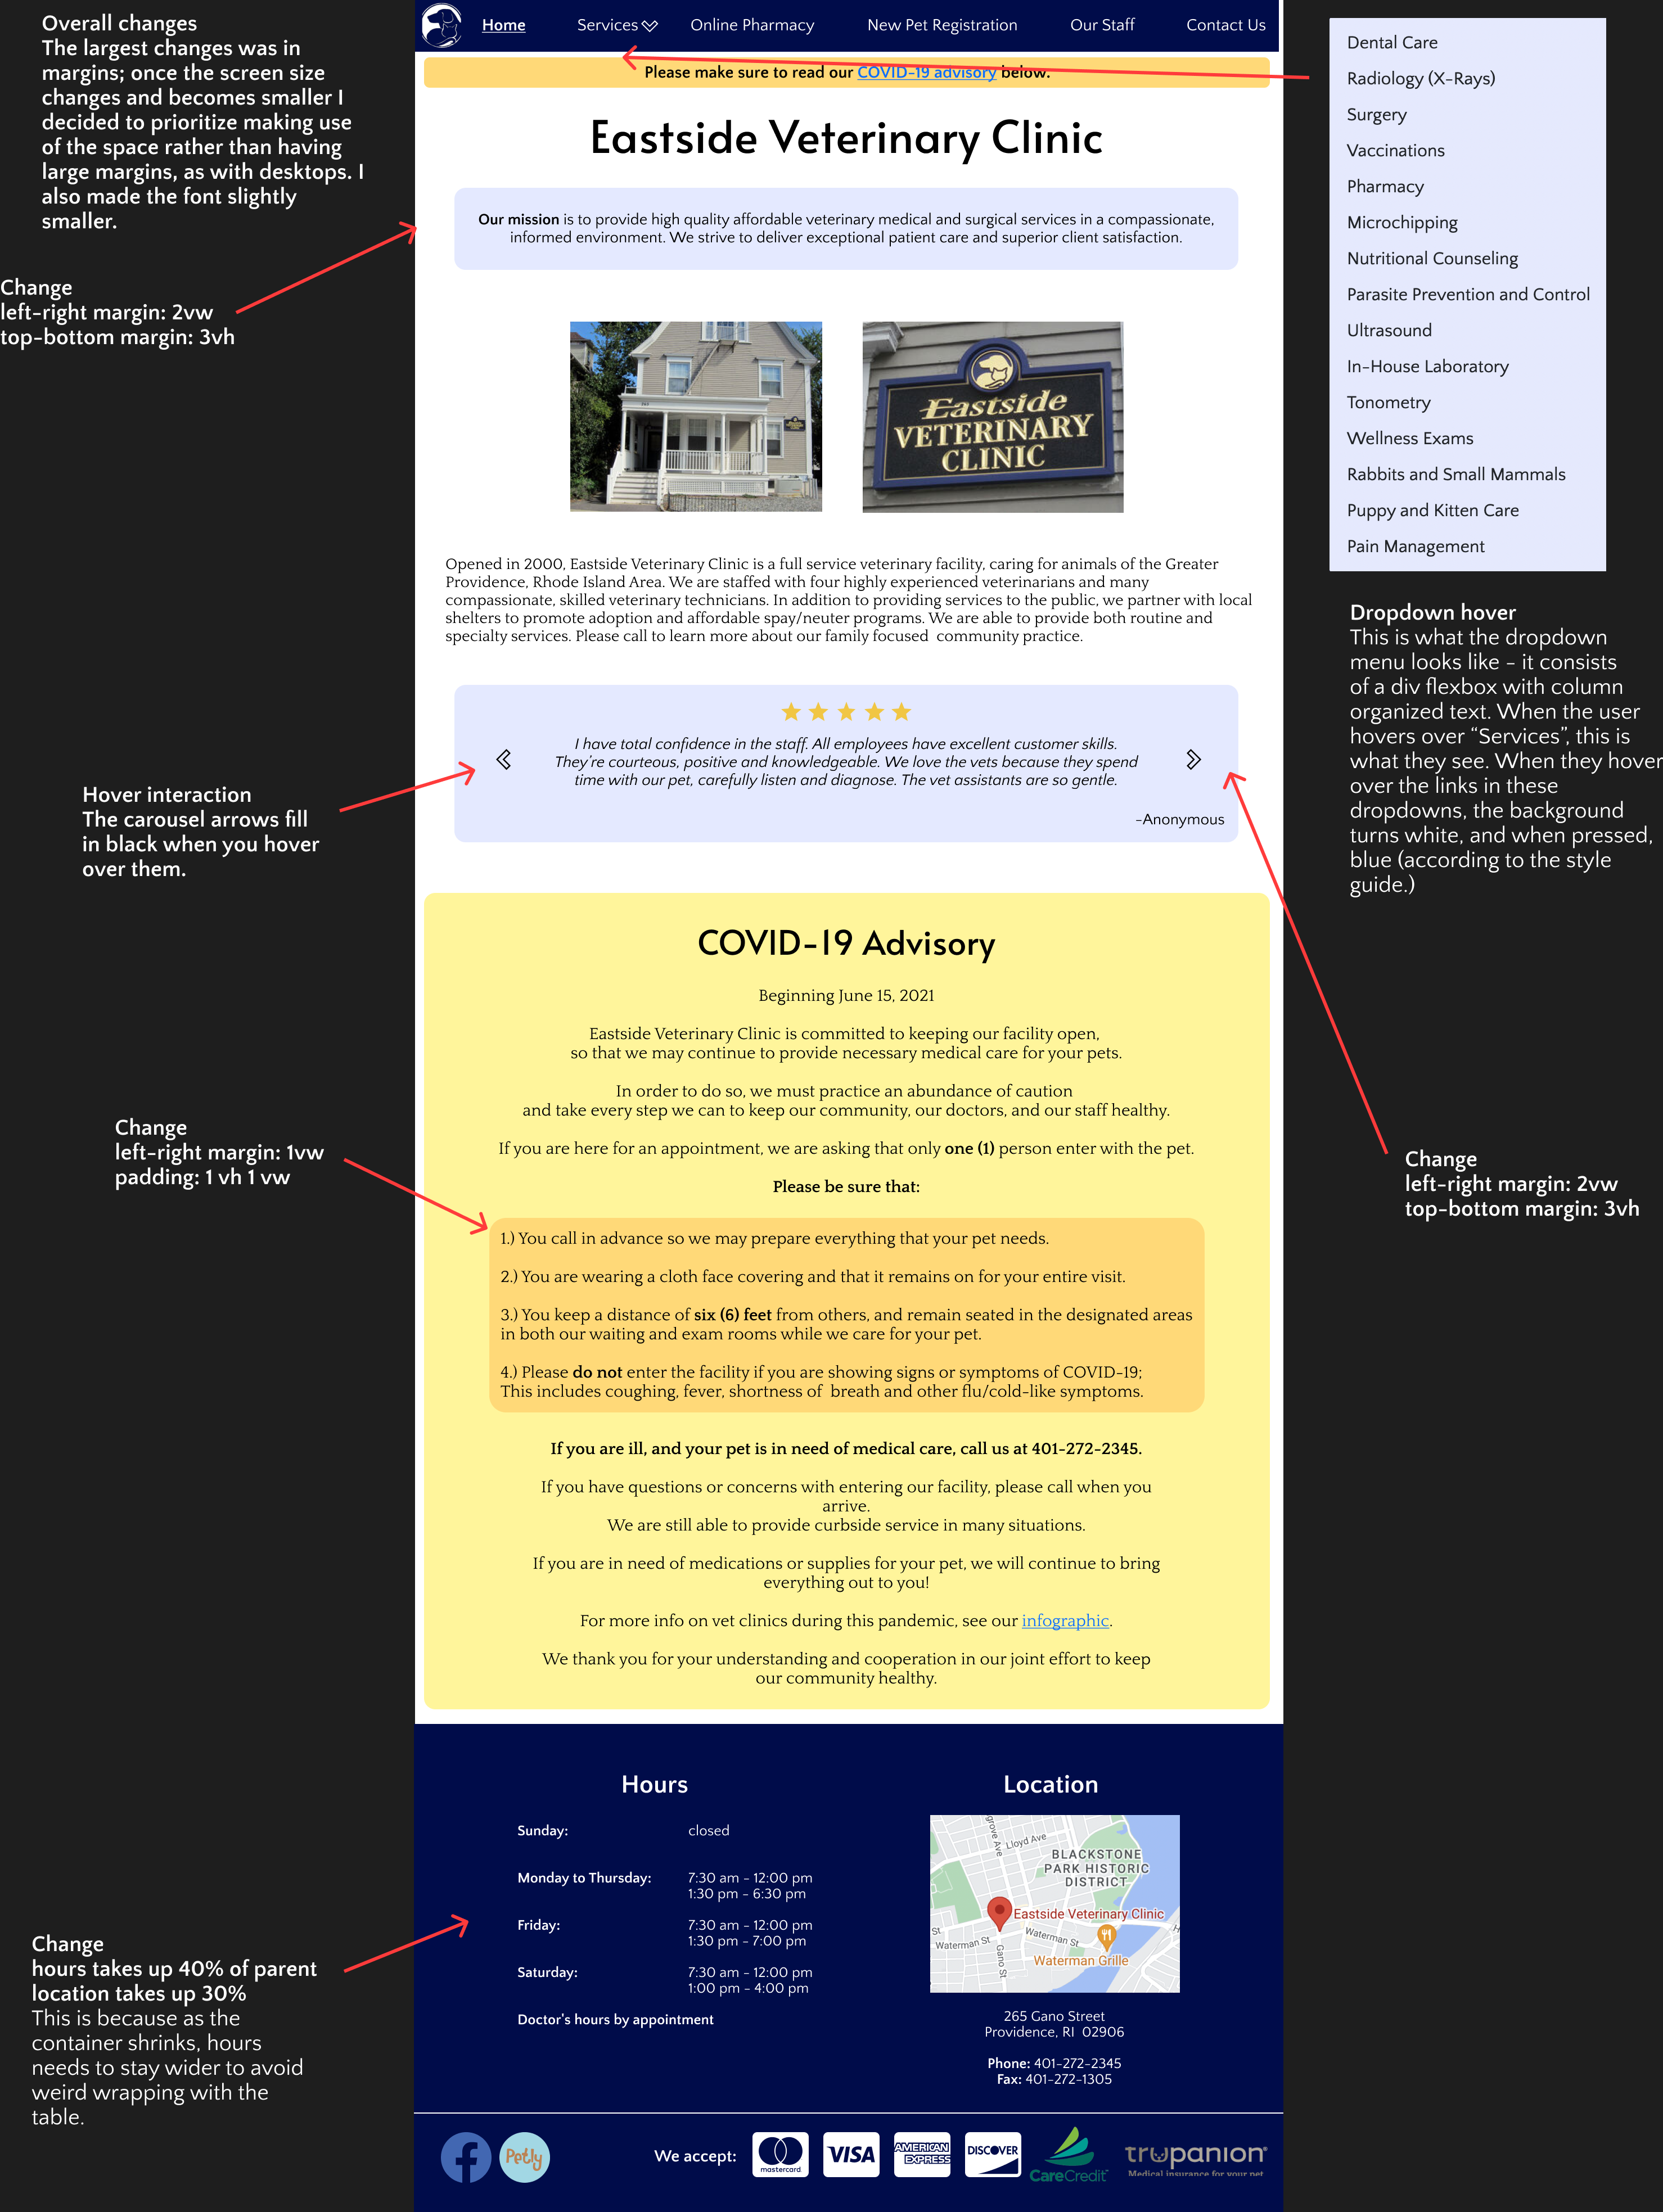 Overall changes
The largest changes was in
margins; once the screen size
changes and becomes smaller I
decided to prioritize making use
of the space rather than having
large margins, as with desktops. I
also made the font slightly
smaller.
Change
left-right margin: 2vw
top-bottom margin: 3vh
Home Services Online Pharmacy New Pet Registration Our Staff Contact Us
Please make sure to read our COVID-19 advisory below.
Eastside Veterinary Clinic
Our mission is to provide high quality affordable veterinary medical and surgical services in a compassionate,
informed environment. We strive to deliver exceptional patient care and superior client satisfaction.
Eastside
VETERINARY
CLINIC
Opened in 2000, Eastside Veterinary Clinic is a full service veterinary facility, caring for animals of the Greater
Providence, Rhode Island Area. We are staffed with four highly experienced veterinarians and many
compassionate, skilled veterinary technicians. In addition to providing services to the public, we partner with local
shelters to promote adoption and affordable spay/neuter programs. We are able to provide both routine and
specialty services. Please call to learn more about our family focused  community practice.
Dental Care
Radiology (X-Rays)
Surgery
Vaccinations
Pharmacy
Microchipping
Nutritional Counseling
Parasite Prevention and Control
Ultrasound
In-House Laboratory
Tonometry
Wellness Exams
Rabbits and Small Mammals
Puppy and Kitten Care
Pain Management
Dropdown hover
This is what the dropdown
menu looks like - it consists
of a div flexbox with column
organized text. When the user
hovers over “Services”, this is
what they see. When they hover
over the links in these
dropdowns, the background
turns white, and when pressed,
blue (according to the style
guide.)
Hover interaction
The carousel arrows fill
in black when you hover
over them.
I have total confidence in the staff. All employees have excellent customer skills.
They're courteous, positive and knowledgeable. We love the vets because they spend
time with our pet, carefully listen and diagnose. The vet assistants are so gentle.
-Anonymous
COVID-19 Advisory
Beginning June 15, 2021
Eastside Veterinary Clinic is committed to keeping our facility open,
so that we may continue to provide necessary medical care for your pets.
In order to do so, we must practice an abundance of caution
and take every step we can to keep our community, our doctors, and our staff healthy.
If you are here for an appointment, we are asking that only one (1) person enter with the pet.
Please be sure that:
Change
left-right margin: 1vw
padding: 1 vh 1 vw
Change
left-right margin: 2vw
top-bottom margin: 3vh
1.) You call in advance so we may prepare everything that your pet needs.
2.) You are wearing a cloth face covering and that it remains on for your entire visit.
3.) You keep a distance of six (6) feet from others, and remain seated in the designated areas
in both our waiting and exam rooms while we care for your pet.
4.) Please do not enter the facility if you are showing signs or symptoms of COVID-19;
This includes coughing, fever, shortness of  breath and other flu/cold-like symptoms.
If you are ill, and your pet is in need of medical care, call us at 401-272-2345.
If you have questions or concerns with entering our facility, please call when you
arrive.
We are still able to provide curbside service in many situations.
If you are in need of medications or supplies for your pet, we will continue to bring
everything out to you!
For more info on vet clinics during this pandemic, see our infographic.
We thank you for your understanding and cooperation in our joint effort to keep
our community healthy.
Hours
Sunday: closed
Monday to Thursday: 7:30 am - 12:00 pm
1:30 pm - 6:30 pm
Friday: 7:30 am - 12:00 pm
1:30 pm - 7:00 pm
Saturday: 7:30 am - 12:00 pm
1:00 pm - 4:00 pm
Doctor's hours by appointment
Location
grove Ave
Lloyd Ave
BLACKSTONE
PARK HISTORIC
DISTRICT
Eastside Veterinary Clinic
St
Waterman St
Gano St
Waterman St
Waterman Grille
265 Gano Street
Providence, RI  02906
Phone: 401-272-2345
Fax: 401-272-1305
Change
hours takes up 40% of parent
location takes up 30%
This is because as the
container shrinks, hours
needs to stay wider to avoid
weird wrapping with the
table.
Petly
We accept:
mastercard
VISA
AMERICAN
EXPRESS
DISCOVER
CareCredit
trupanion
Medical insurance for your pet